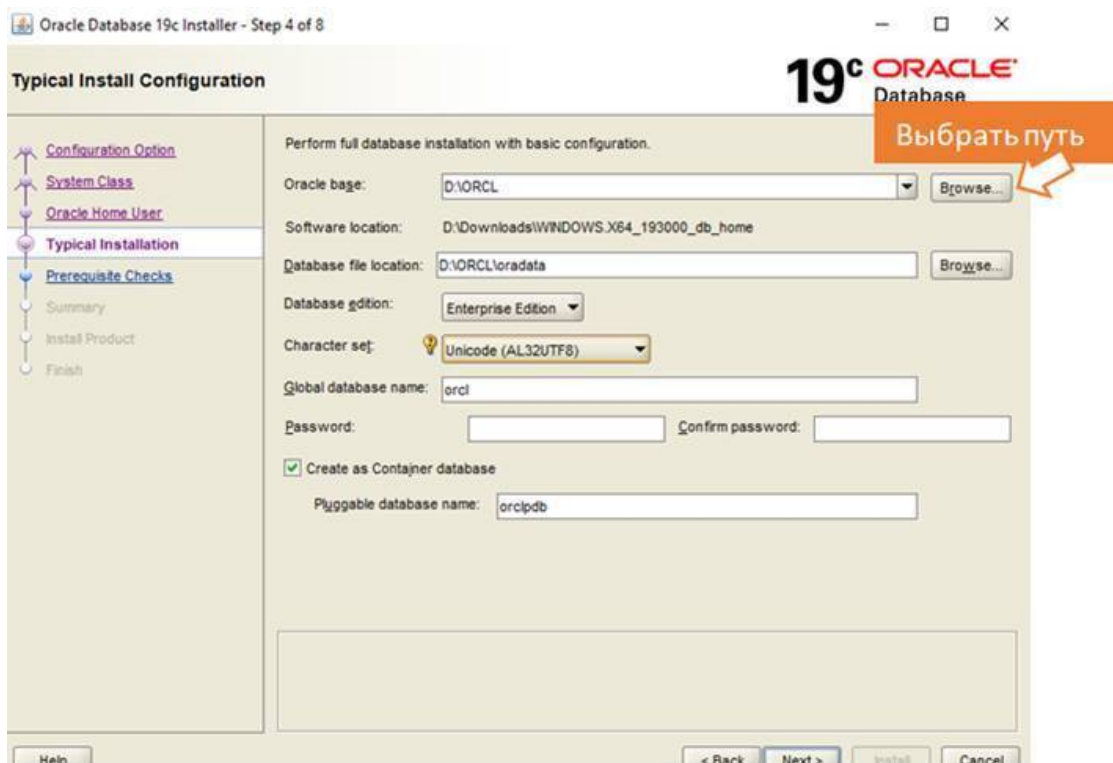 Oracle Database 19c Installer - Step 4 of 8
Typical Install Configuration
19c ORACLE
Database
Выбрать путь
Configuration Option
System Class
Oracle Home User
Typical Installation
Prerequisite Checks
Summary
Install Product
Finish
Perform full database installation with basic configuration.
Oracle base: D:\ORCL Browse...
Software location: D:\Downloads\WINDOWS.X64_193000_db_home
Database file location: D:\ORCL\oradata Browse...
Database edition: Enterprise Edition
Character set: Unicode (AL32UTF8)
Global database name: orcl
Password: Confirm password:
Create as Container database
Pluggable database name: orclpdb
Help < Back Next > Install Cancel